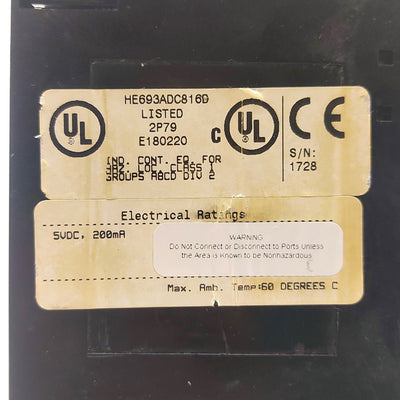 HE693ADC816D
LISTED
2P79
E180220
UL
C UL
CE
IND. CONT. EQ. FOR
HAZ. LOC. CLASS I
GROUPS ABCD DIV 2
S/N:
1728
Electrical Ratings
5VDC, 200mA
WARNING
Do Not Connect or Disconnect to Ports Unless
the Area is Known to be Nonhazardous
Max. Amb. Temp:60 DEGREES C